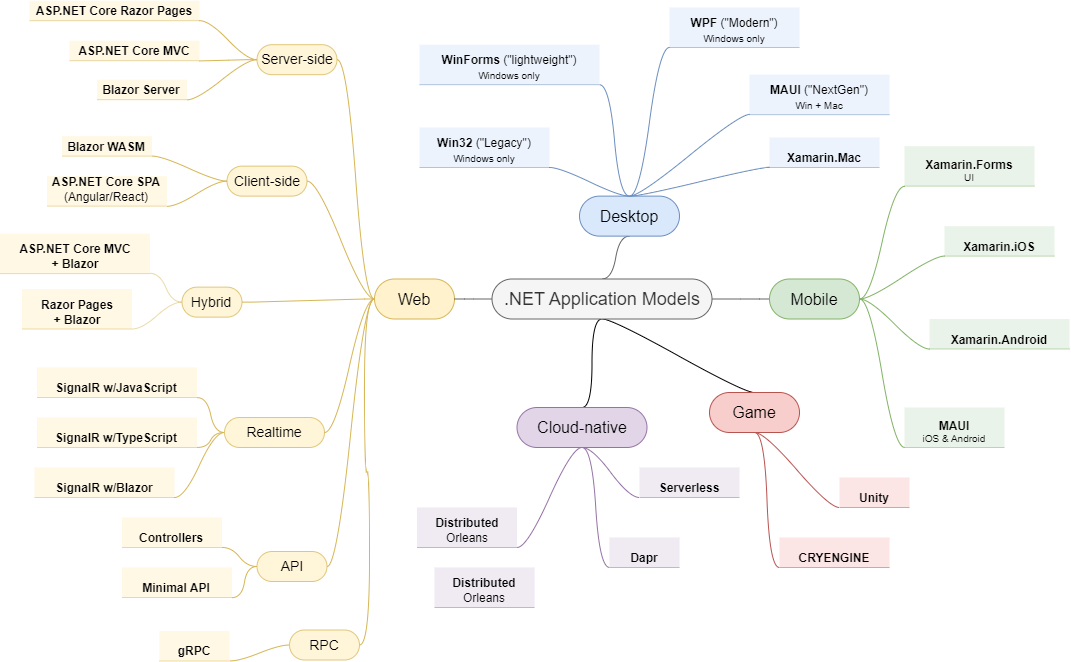 ASP.NET Core Razor Pages
ASP.NET Core MVC
Blazor Server
Server-side
Blazor WASM
ASP.NET Core SPA
(Angular/React)
Client-side
ASP.NET Core MVC
+ Blazor
Razor Pages
+ Blazor
Hybrid
SignalR w/JavaScript
SignalR w/TypeScript
SignalR w/Blazor
Realtime
Controllers
Minimal API
API
gRPC
RPC
Web
.NET Application Models
WPF ("Modern")
Windows only
WinForms ("lightweight")
Windows only
MAUI ("NextGen")
Win + Mac
Win32 ("Legacy")
Windows only
Xamarin.Mac
Desktop
Mobile
Xamarin.Forms
UI
Xamarin.iOS
Xamarin.Android
MAUI
iOS & Android
Cloud-native
Serverless
Distributed
Orleans
Dapr
Distributed
Orleans
Game
Unity
CRYENGINE